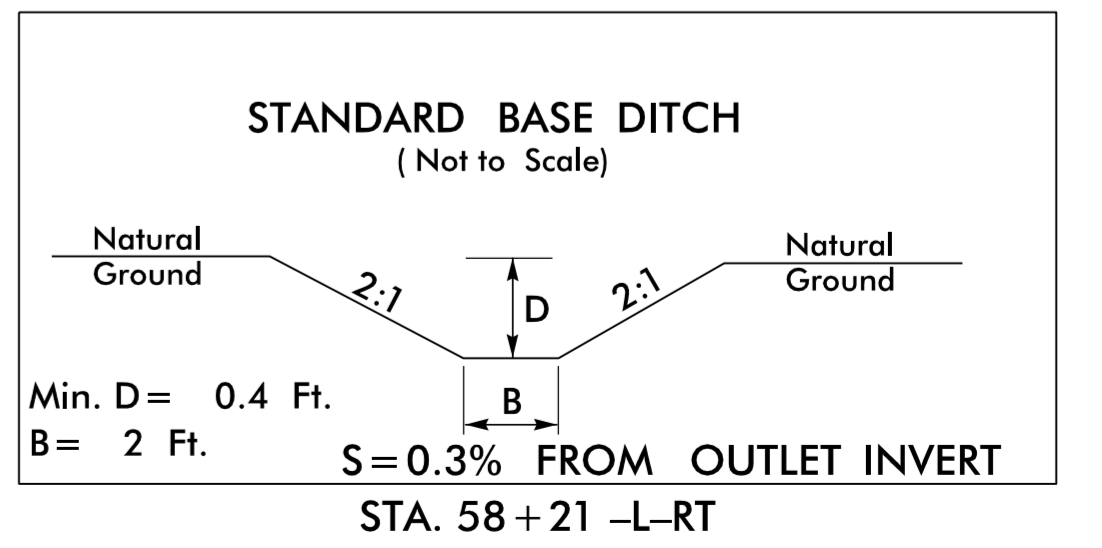 STANDARD BASE DITCH
( Not to Scale)
Natural
Ground
Natural
Ground
2:1
2:1
D
Min. D = 0.4 Ft.
B
B = 2 Ft.
S = 0.3% FROM OUTLET INVERT
STA. 58 + 21 –L–RT